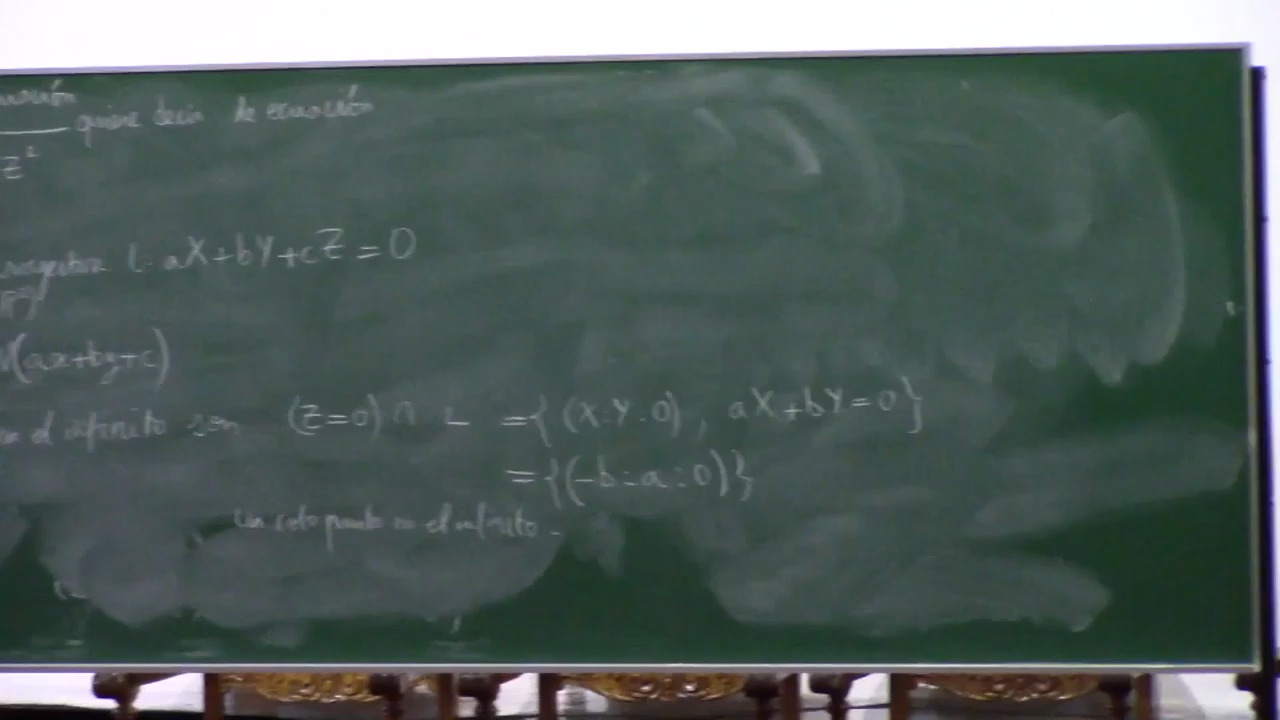 quiere decir de ecuación
Z²
L: aX+bY+cZ=0
(ax+by+c)
el infinito son (Z=0) ∩ L = {(X:Y:0), aX+bY=0}
= {(-b:a:0)}
un solo punto en el infinito.